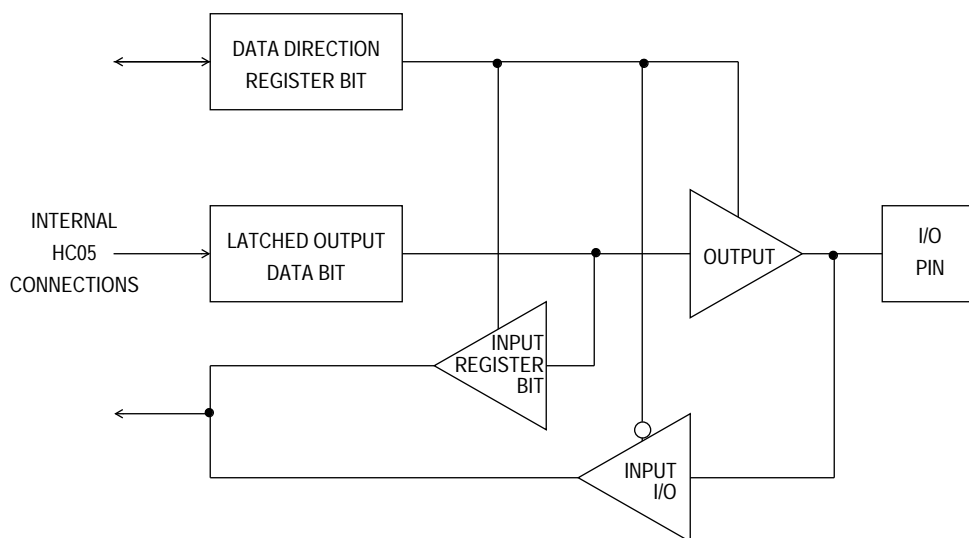 DATA DIRECTION
REGISTER BIT
INTERNAL
HC05
CONNECTIONS
LATCHED OUTPUT
DATA BIT
OUTPUT
I/O
PIN
INPUT
REGISTER
BIT
INPUT
I/O